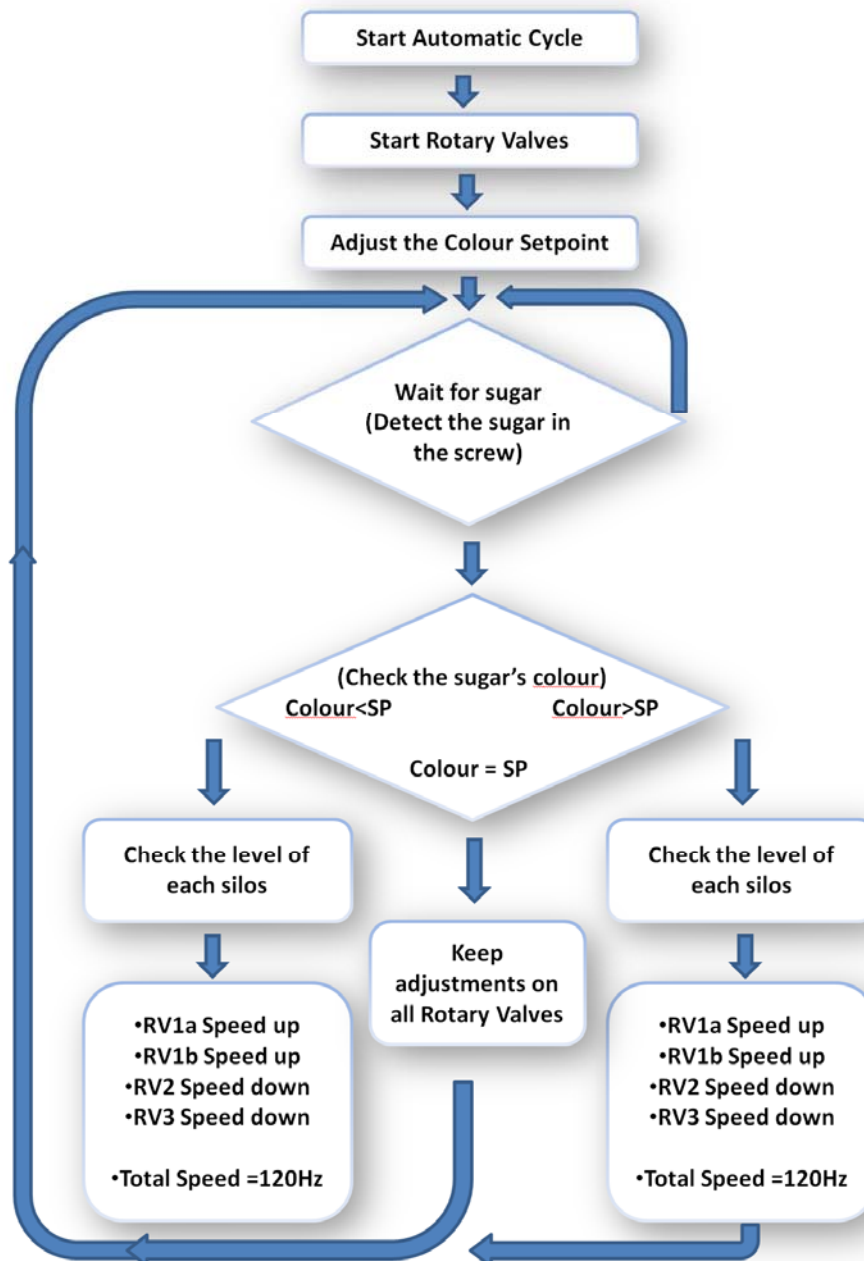 Start Automatic Cycle
Start Rotary Valves
Adjust the Colour Setpoint
Wait for sugar
(Detect the sugar in
the screw)
(Check the sugar's colour)
Colour<SP
Colour>SP
Colour = SP
Check the level of
each silos
Check the level of
each silos
Keep
adjustments on
all Rotary Valves
•RV1a Speed up
•RV1b Speed up
•RV2 Speed down
•RV3 Speed down
•Total Speed =120Hz
•RV1a Speed up
•RV1b Speed up
•RV2 Speed down
•RV3 Speed down
•Total Speed =120Hz